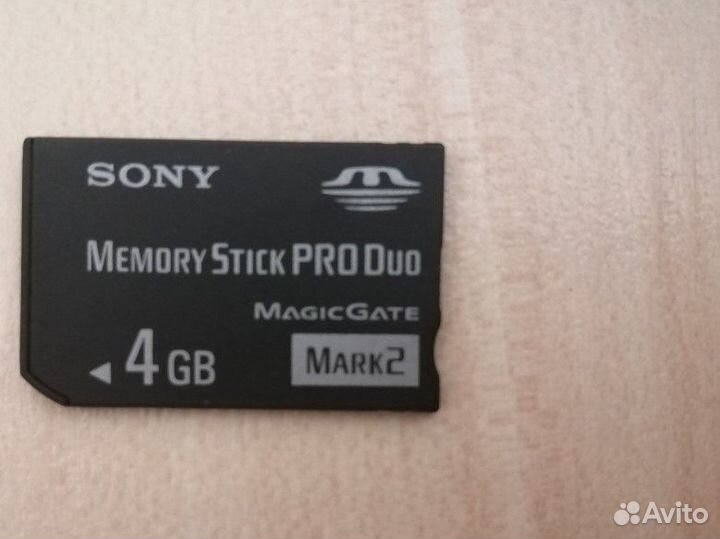 SONY
MEMORY STICK PRO DUO
MAGICGATE
4 GB
MARK2
Avito